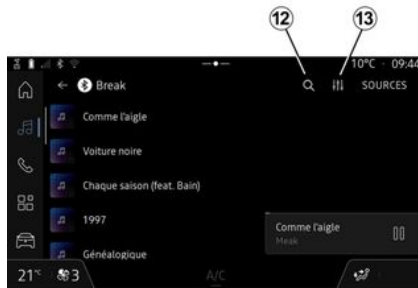 12 13
10°C 09:44
Break SOURCES
Comme l'aigle
Voiture noire
Chaque saison (feat. Bain)
1997
Comme l'aigle
Meak
Généalogique
21°C 3 A/C